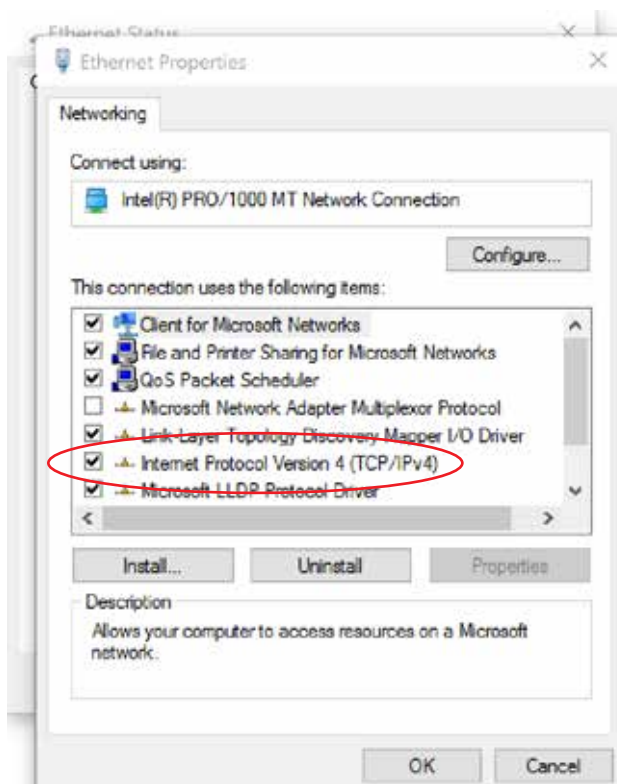 Ethernet Status
Ethernet Properties
Networking
Connect using:
Intel(R) PRO/1000 MT Network Connection
Configure...
This connection uses the following items:
Client for Microsoft Networks
File and Printer Sharing for Microsoft Networks
QoS Packet Scheduler
Microsoft Network Adapter Multiplexor Protocol
Link-Layer Topology Discovery Mapper I/O Driver
Internet Protocol Version 4 (TCP/IPv4)
Microsoft LLDP Protocol Driver
Install...
Uninstall
Properties
Description
Allows your computer to access resources on a Microsoft
network.
OK
Cancel